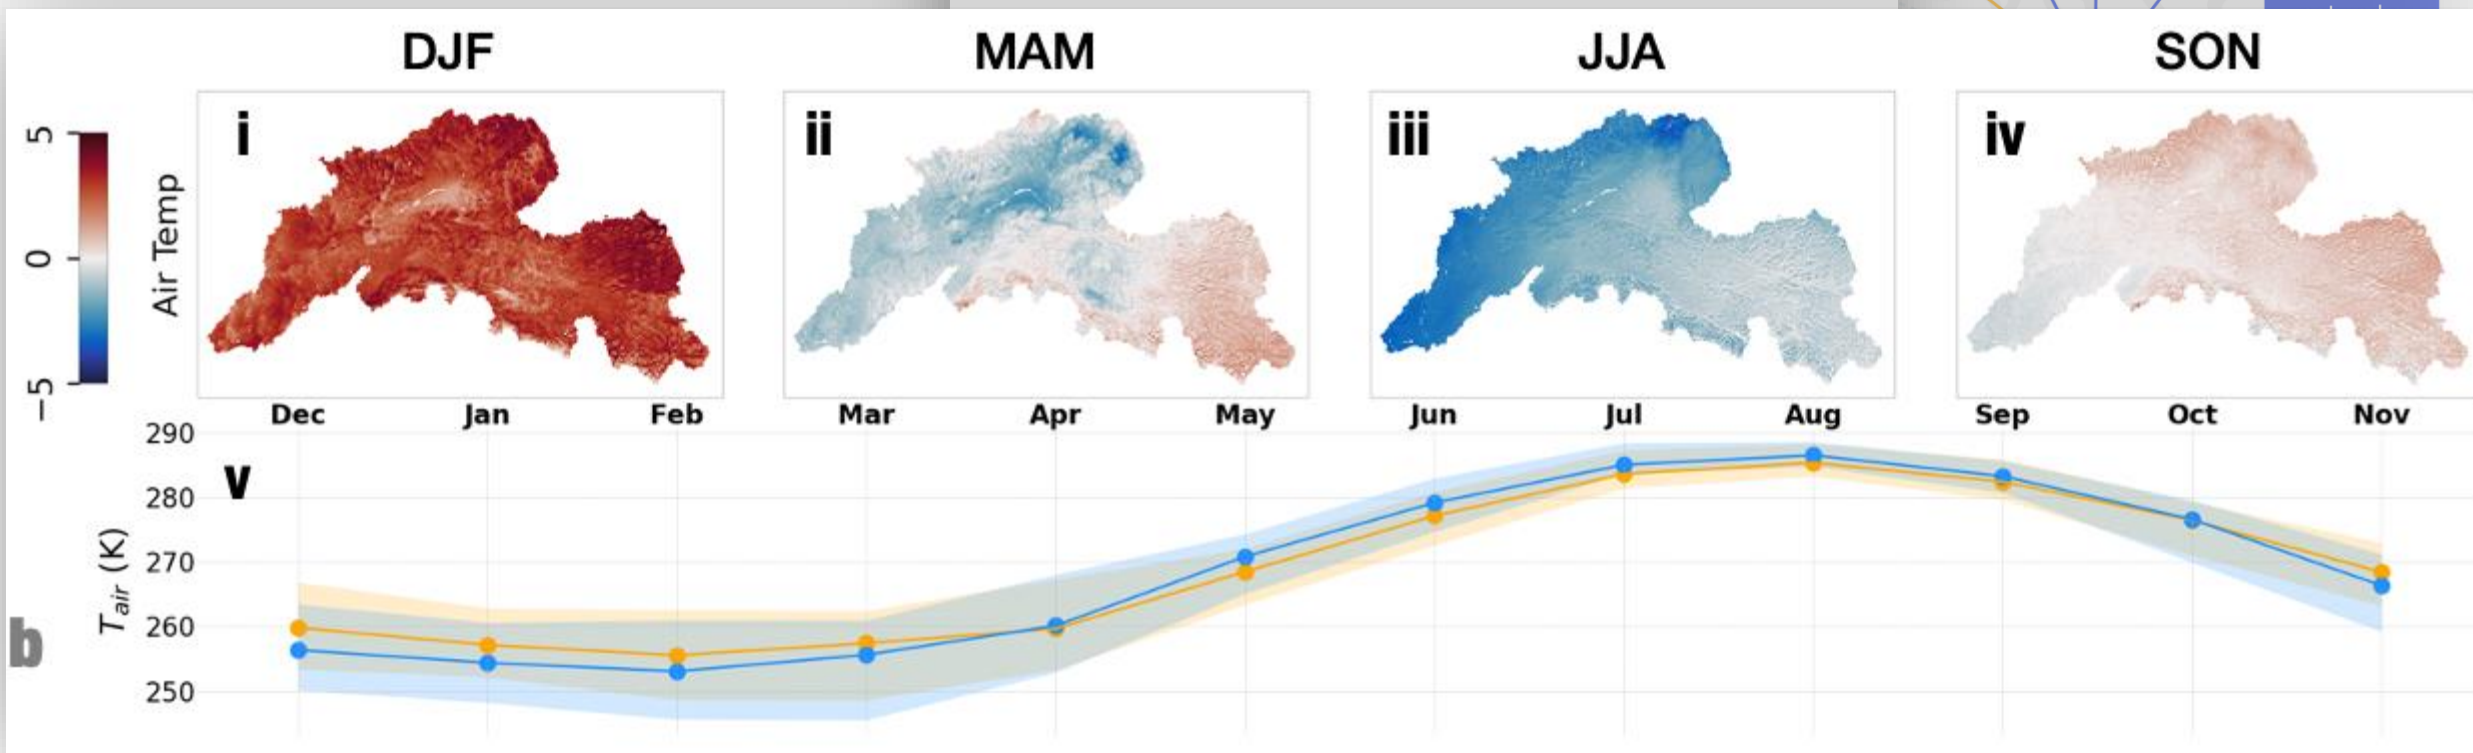 DJF MAM JJA SON
i ii iii iv
5
0
−5
Air Temp
Dec Jan Feb Mar Apr May Jun Jul Aug Sep Oct Nov
290
280
270
260
250
v
T_air (K)
b